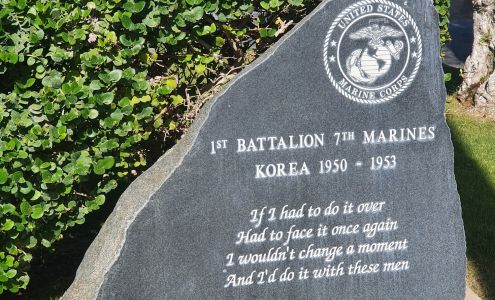 UNITED STATES
MARINE CORPS
1ST BATTALION 7TH MARINES
KOREA 1950 - 1953
If I had to do it over
Had to face it once again
I wouldn't change a moment
And I'd do it with these men